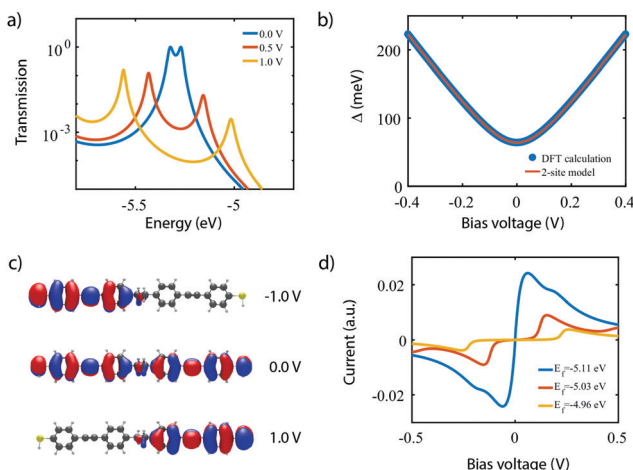 a)
Transmission
10⁰
10⁻³
-5.5
-5
Energy (eV)
0.0 V
0.5 V
1.0 V
b)
Δ (meV)
200
100
0
-0.4
-0.2
0
0.2
0.4
Bias voltage (V)
DFT calculation
2-site model
c)
-1.0 V
0.0 V
1.0 V
d)
Current (a.u.)
0.02
0
-0.02
-0.5
0
0.5
Bias voltage (V)
E_f=-5.11 eV
E_f=-5.03 eV
E_f=-4.96 eV